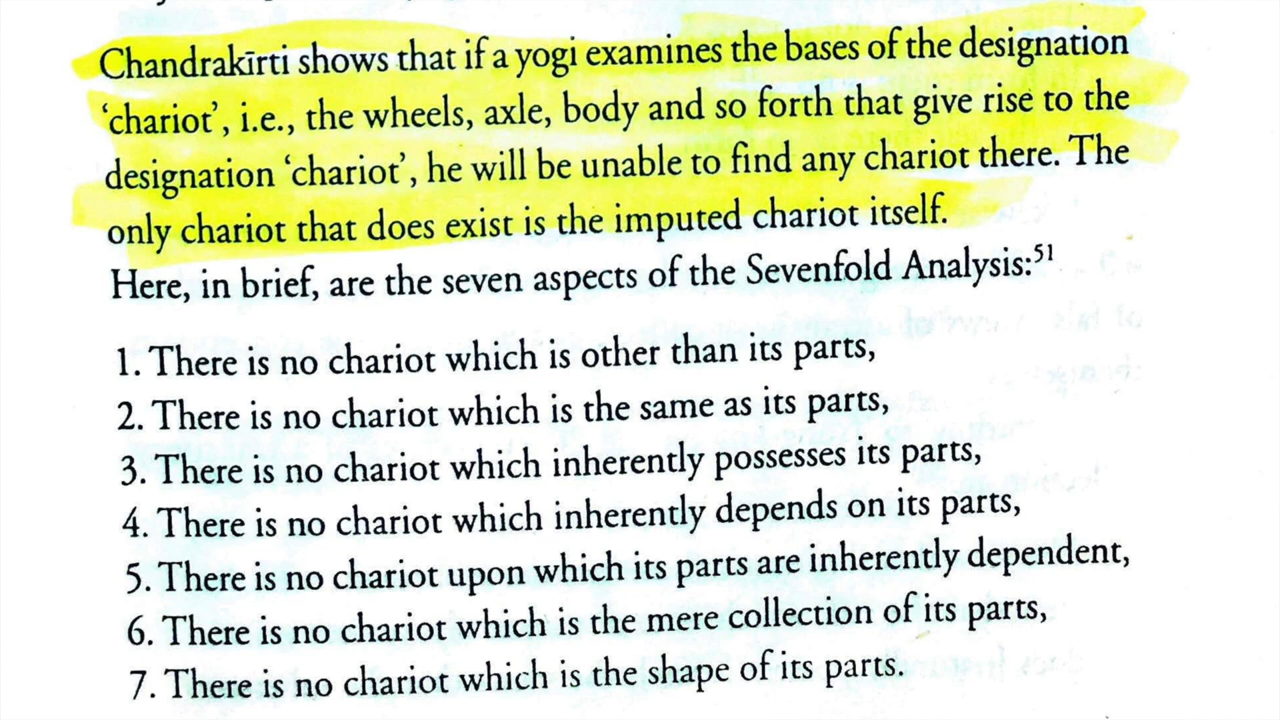 Chandrakīrti shows that if a yogi examines the bases of the designation
‘chariot’, i.e., the wheels, axle, body and so forth that give rise to the
designation ‘chariot’, he will be unable to find any chariot there. The
only chariot that does exist is the imputed chariot itself.
Here, in brief, are the seven aspects of the Sevenfold Analysis:⁵¹
1. There is no chariot which is other than its parts,
2. There is no chariot which is the same as its parts,
3. There is no chariot which inherently possesses its parts,
4. There is no chariot which inherently depends on its parts,
5. There is no chariot upon which its parts are inherently dependent,
6. There is no chariot which is the mere collection of its parts,
7. There is no chariot which is the shape of its parts.